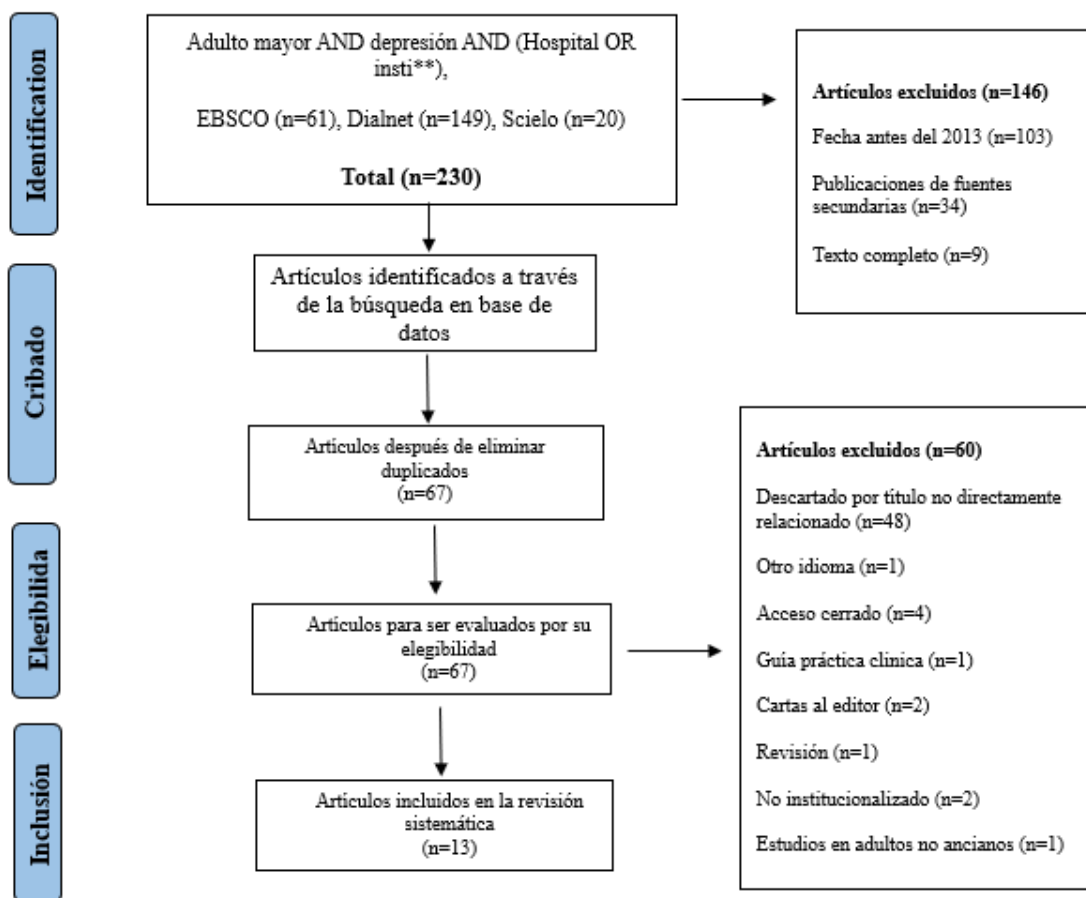 Identification
Adulto mayor AND depresión AND (Hospital OR
insti**),
EBSCO (n=61), Dialnet (n=149), Scielo (n=20)
Total (n=230)
Artículos excluidos (n=146)
Fecha antes del 2013 (n=103)
Publicaciones de fuentes
secundarias (n=34)
Texto completo (n=9)
Cribado
Artículos identificados a través
de la búsqueda en base de
datos
Artículos después de eliminar
duplicados
(n=67)
Elegibilida
Artículos para ser evaluados por su
elegibilidad
(n=67)
Artículos excluidos (n=60)
Descartado por título no directamente
relacionado (n=48)
Otro idioma (n=1)
Acceso cerrado (n=4)
Guía práctica clinica (n=1)
Cartas al editor (n=2)
Revisión (n=1)
No institucionalizado (n=2)
Estudios en adultos no ancianos (n=1)
Inclusión
Artículos incluidos en la revisión
sistemática
(n=13)